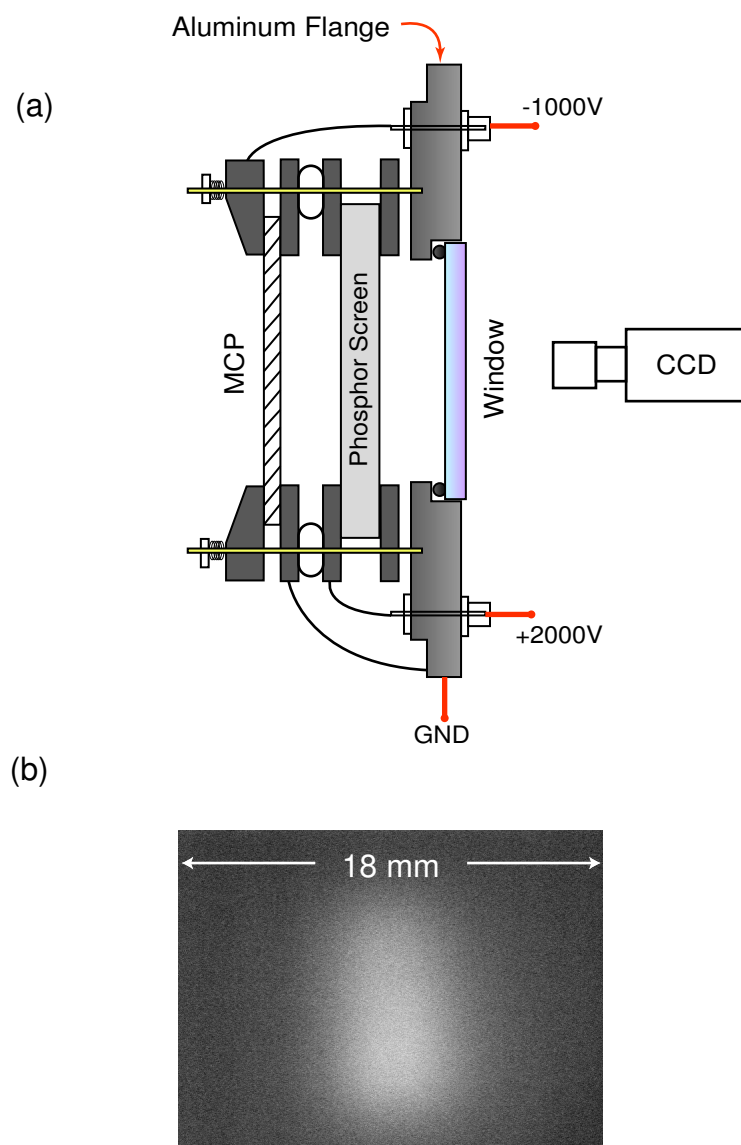 Aluminum Flange
(a)
-1000V
MCP
Phosphor Screen
Window
CCD
+2000V
GND
(b)
18 mm